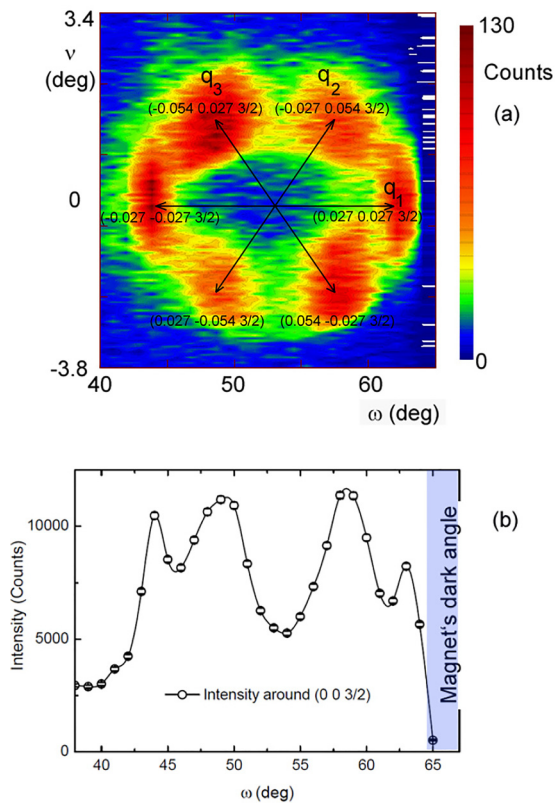 3.4
130
ν
(deg)
Counts
q3
q2
(a)
(-0.054 0.027 3/2)
(-0.027 0.054 3/2)
0
q1
(-0.027 -0.027 3/2)
(0.027 0.027 3/2)
(0.027 -0.054 3/2)
(0.054 -0.027 3/2)
0
-3.8
40
50
60
ω (deg)
(b)
10000
5000
0
Intensity (Counts)
Intensity around (0 0 3/2)
Magnet's dark angle
40
45
50
55
60
65
ω (deg)